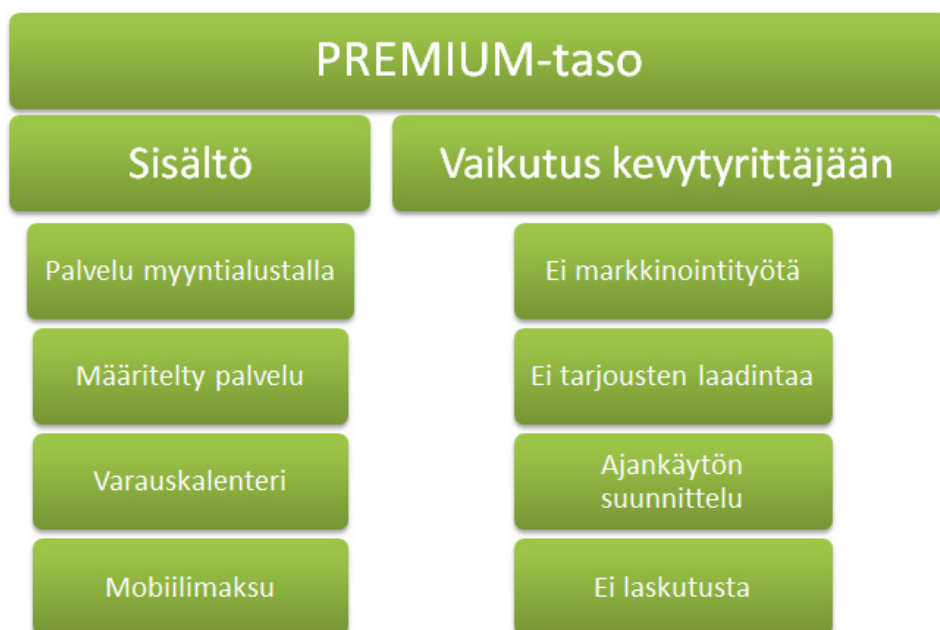 PREMIUM-taso
Sisältö
Vaikutus kevytyrittäjään
Palvelu myyntialustalla
Ei markkinointityötä
Määritelty palvelu
Ei tarjousten laadintaa
Varauskalenteri
Ajankäytön
suunnittelu
Mobiilimaksu
Ei laskutusta